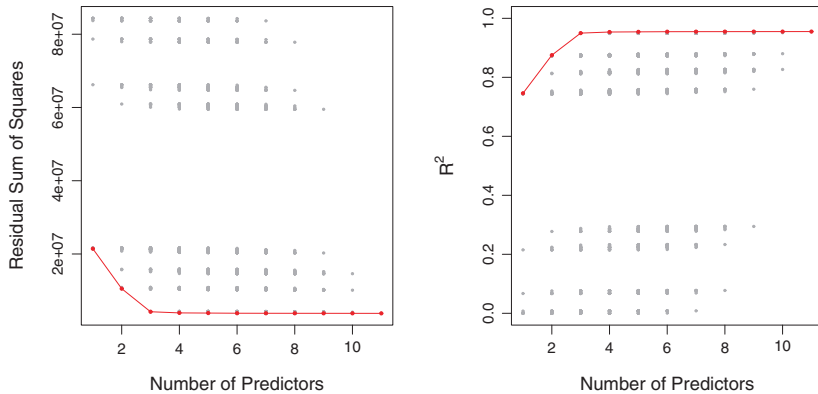 Residual Sum of Squares
8e+07
6e+07
4e+07
2e+07
2 4 6 8 10
Number of Predictors
R²
1.0
0.8
0.6
0.4
0.2
0.0
2 4 6 8 10
Number of Predictors